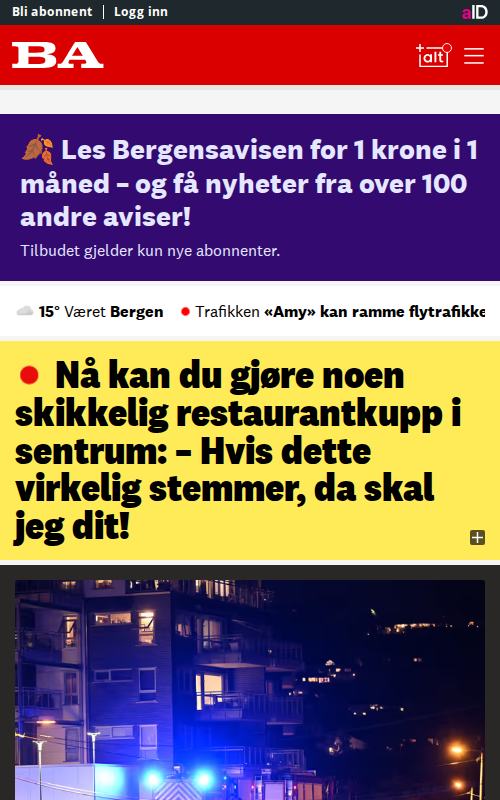 Bli abonnent
Logg inn
aID
BA
+alt
🍂 Les Bergensavisen for 1 krone i 1
måned – og få nyheter fra over 100
andre aviser!
Tilbudet gjelder kun nye abonnenter.
15° Været Bergen
Trafikken «Amy» kan ramme flytrafikke
Nå kan du gjøre noen
skikkelig restaurantkupp i
sentrum: – Hvis dette
virkelig stemmer, da skal
jeg dit!